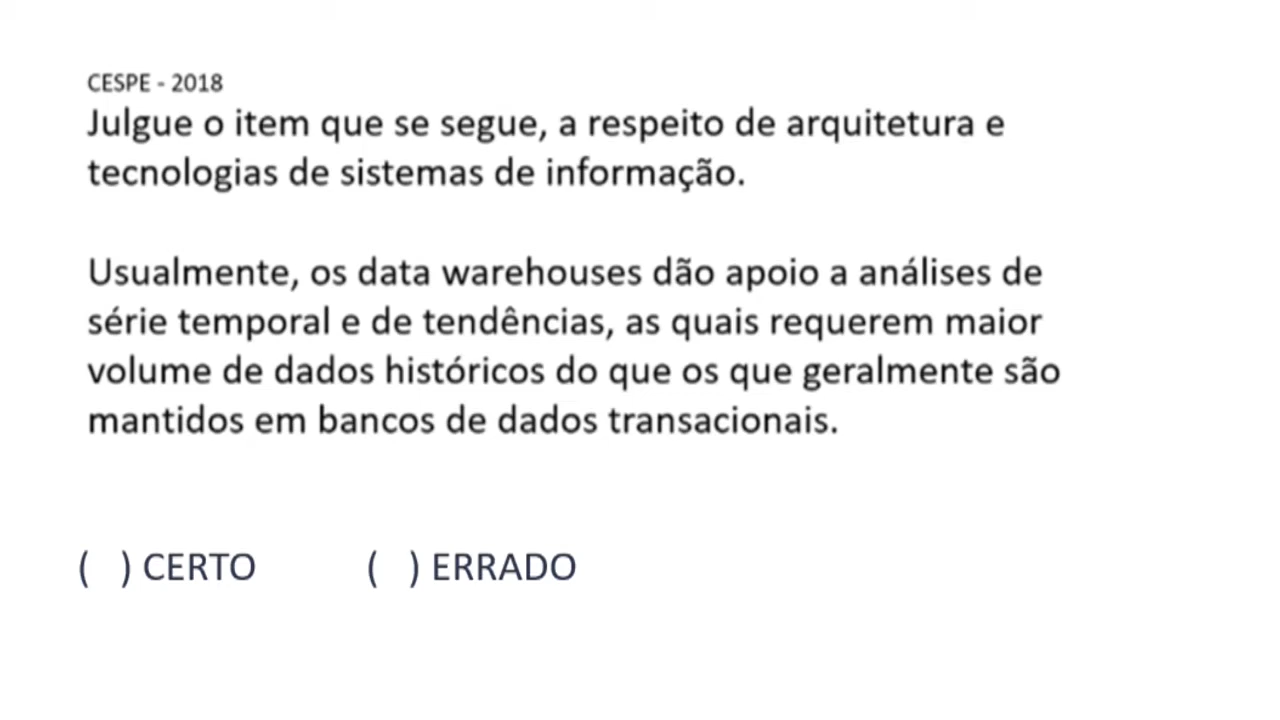 CESPE - 2018
Julgue o item que se segue, a respeito de arquitetura e
tecnologias de sistemas de informação.
Usualmente, os data warehouses dão apoio a análises de
série temporal e de tendências, as quais requerem maior
volume de dados históricos do que os que geralmente são
mantidos em bancos de dados transacionais.
( ) CERTO ( ) ERRADO